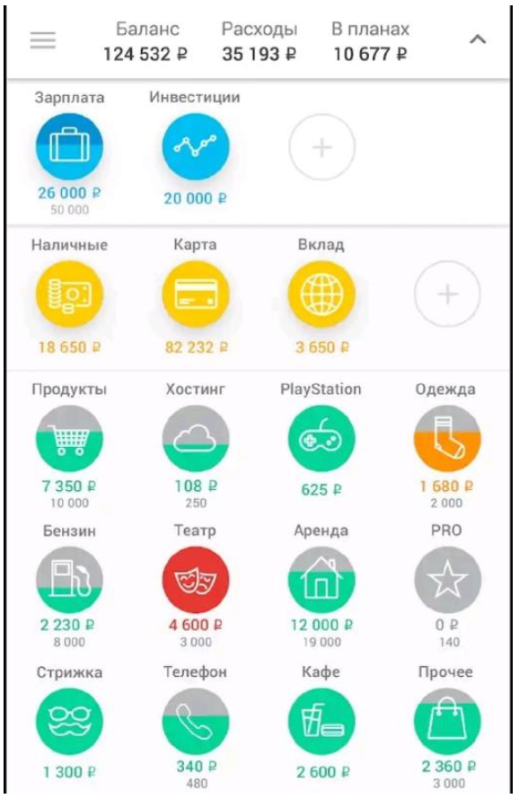 Баланс Расходы В планах
124 532 ₽ 35 193 ₽ 10 677 ₽
Зарплата Инвестиции
26 000 ₽ 20 000 ₽
50 000
Наличные Карта Вклад
18 650 ₽ 82 232 ₽ 3 650 ₽
Продукты Хостинг PlayStation Одежда
7 350 ₽ 108 ₽ 625 ₽ 1 680 ₽
10 000 250 2 000
Бензин Театр Аренда PRO
2 230 ₽ 4 600 ₽ 12 000 ₽ 0 ₽
8 000 3 000 19 000 140
Стрижка Телефон Кафе Прочее
1 300 ₽ 340 ₽ 2 600 ₽ 2 360 ₽
480 3 000